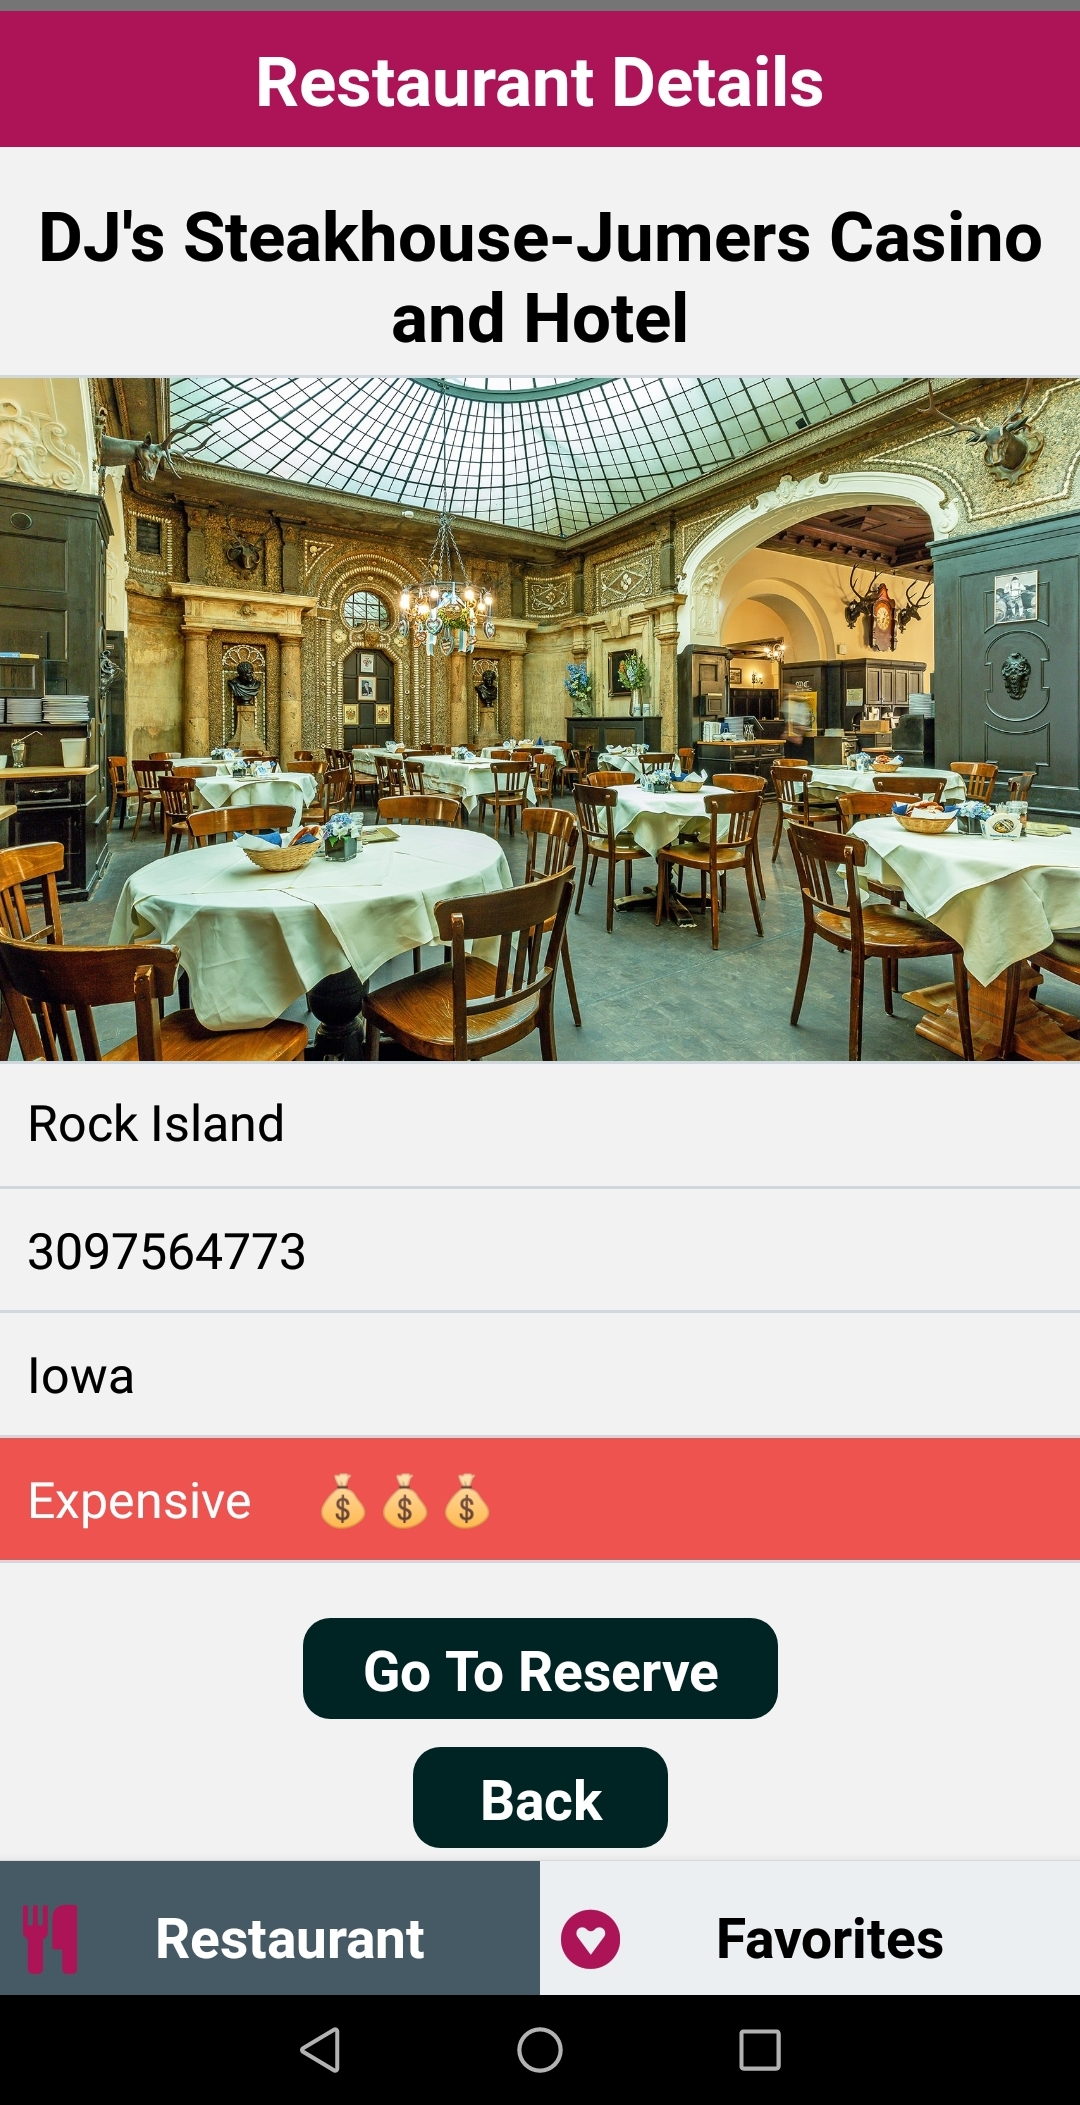 Restaurant Details
DJ's Steakhouse-Jumers Casino
and Hotel
Rock Island
3097564773
Iowa
Expensive 💰💰💰
Go To Reserve
Back
Restaurant
Favorites